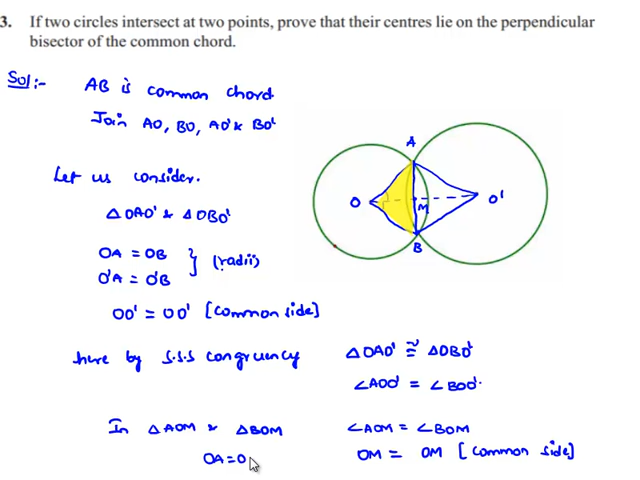 3. If two circles intersect at two points, prove that their centres lie on the perpendicular
bisector of the common chord.
Sol:-
AB is common chord
Join AO, BO, AO' & BO'
Let us consider.
△OAO' & △OBO'
OA = OB
O'A = O'B
} (radii)
OO' = OO' [common side]
here by S.S.S congruency
△OAO' ≅ △OBO'
∠AOO' = ∠BOO'.
In △AOM & △BOM
∠AOM = ∠BOM
OA = O
OM = OM [common side]
A
O
M
O'
B